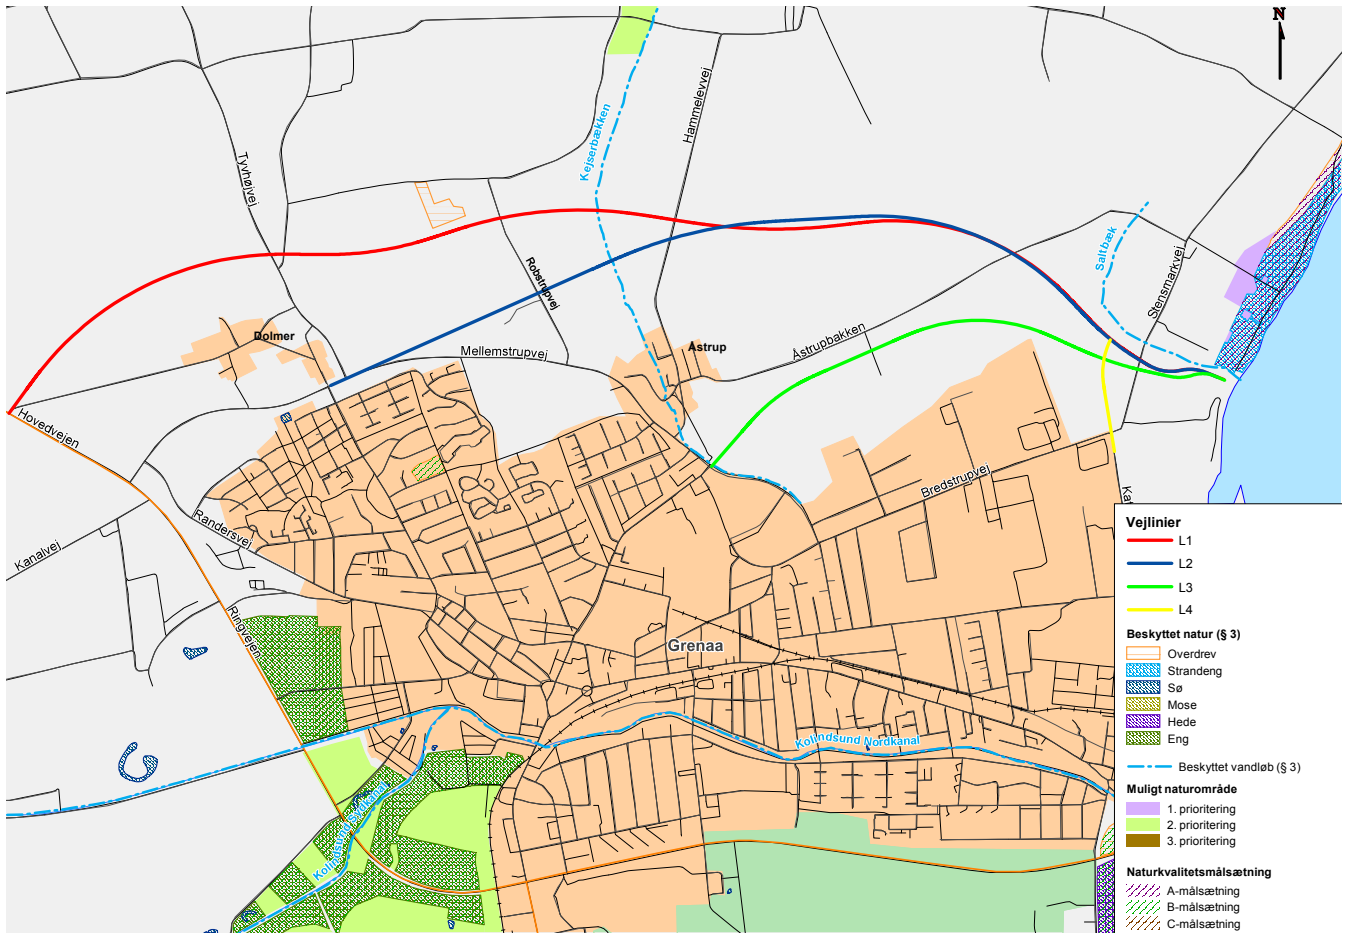 N
Hammelevvej
Kejserbækken
Tyvhøjvej
Saltbæk
Stensmarkvej
Robstrupvej
Dolmer
Mellemstrupvej
Åstrup
Åstrupbakken
Hovedvejen
Bredstrupvej
Randersvej
Kanalvej
Ringvejen
Grenaa
Kolindsund Nordkanal
Kolindsund Sydkanal
Vejlinier
L1
L2
L3
L4
Beskyttet natur (§ 3)
Overdrev
Strandeng
Sø
Mose
Hede
Eng
Beskyttet vandløb (§ 3)
Muligt naturområde
1. prioritering
2. prioritering
3. prioritering
Naturkvalitetsmålsætning
A-målsætning
B-målsætning
C-målsætning